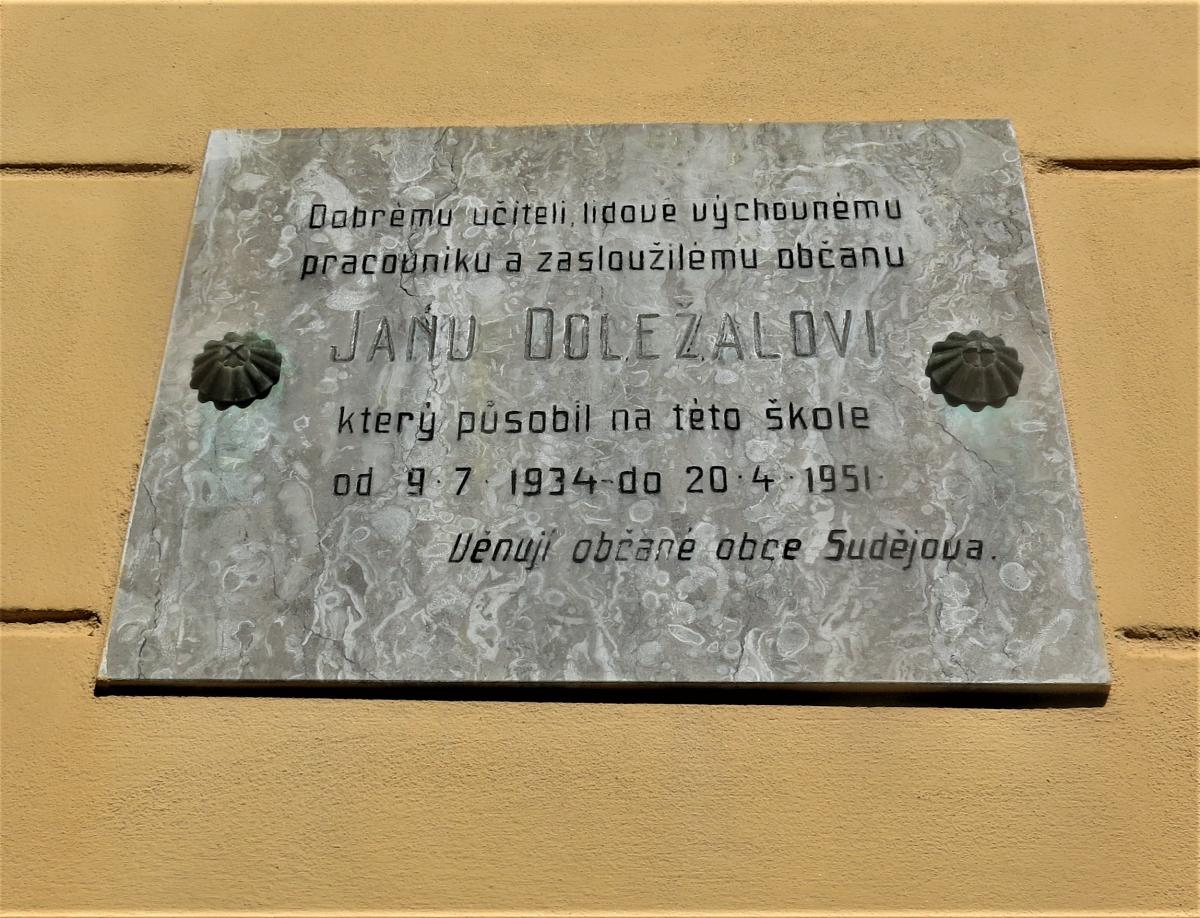 Dobrému učiteli, lidově výchovnému
pracovníku a zasloužilému občanu
JANU DOLEŽALOVI
který působil na této škole
od 9·7· 1934-do 20·4·1951·
Věnují občané obce Sudějova.